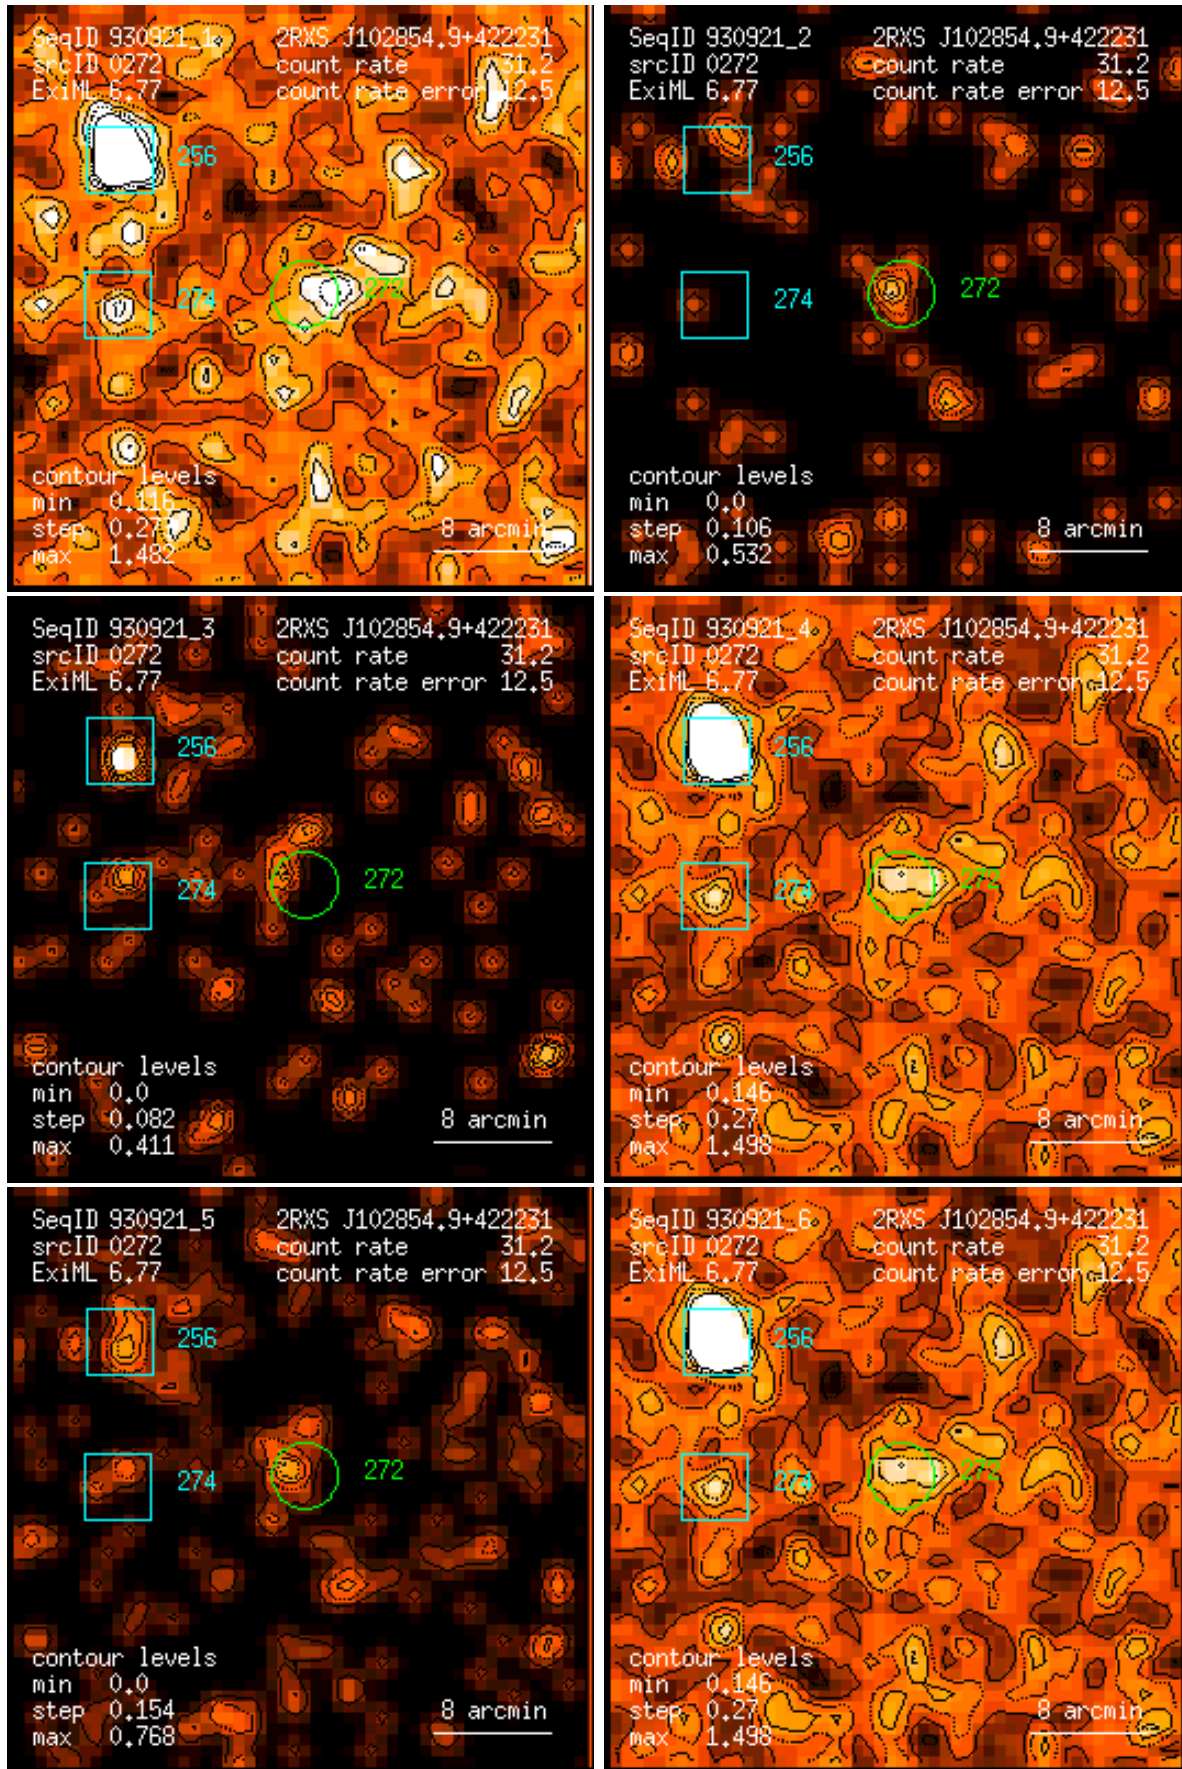 SeqID 930921_1 2RXS J102854.9+422231
srcID 0272 count rate 31.2
ExiML 6.77 count rate error 12.5
256
274
272
contour levels
min 0.116
step 0.27
max 1.482
8 arcmin
SeqID 930921_2 2RXS J102854.9+422231
srcID 0272 count rate 31.2
ExiML 6.77 count rate error 12.5
256
274
272
contour levels
min 0.0
step 0.106
max 0.532
8 arcmin
SeqID 930921_3 2RXS J102854.9+422231
srcID 0272 count rate 31.2
ExiML 6.77 count rate error 12.5
256
274
272
contour levels
min 0.0
step 0.082
max 0.411
8 arcmin
SeqID 930921_4 2RXS J102854.9+422231
srcID 0272 count rate 31.2
ExiML 6.77 count rate error 12.5
256
274
272
contour levels
min 0.146
step 0.27
max 1.498
8 arcmin
SeqID 930921_5 2RXS J102854.9+422231
srcID 0272 count rate 31.2
ExiML 6.77 count rate error 12.5
256
274
272
contour levels
min 0.0
step 0.154
max 0.768
8 arcmin
SeqID 930921_6 2RXS J102854.9+422231
srcID 0272 count rate 31.2
ExiML 6.77 count rate error 12.5
256
274
272
contour levels
min 0.146
step 0.27
max 1.498
8 arcmin